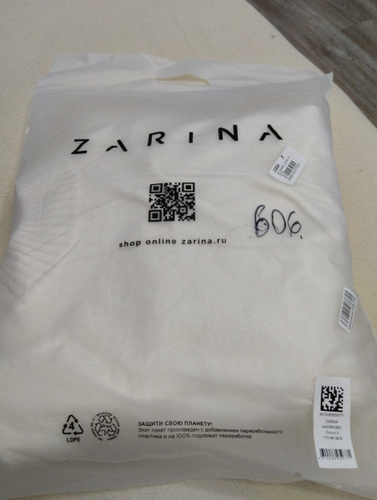 ZARINA
606.
shop online zarina.ru
4
LDPE
ЗАЩИТИ СВОЮ ПЛАНЕТУ!
Этот пакет произведен с добавлением переработанного
пластика и на 100% подлежит переработке
ZARINA